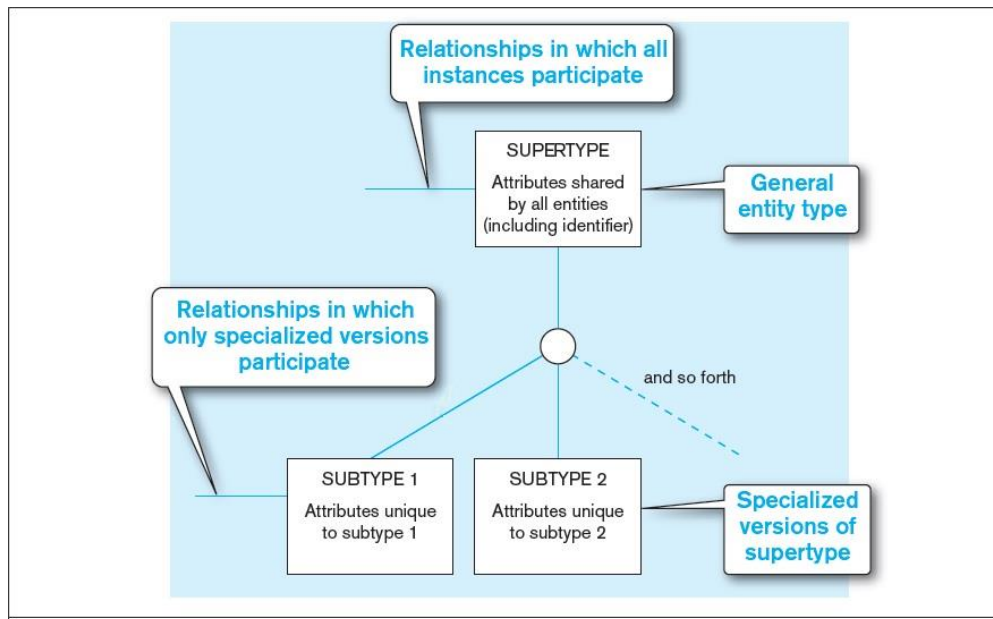 Relationships in which all
instances participate
SUPERTYPE
Attributes shared
by all entities
(including identifier)
General
entity type
Relationships in which
only specialized versions
participate
and so forth
SUBTYPE 1
Attributes unique
to subtype 1
SUBTYPE 2
Attributes unique
to subtype 2
Specialized
versions of
supertype